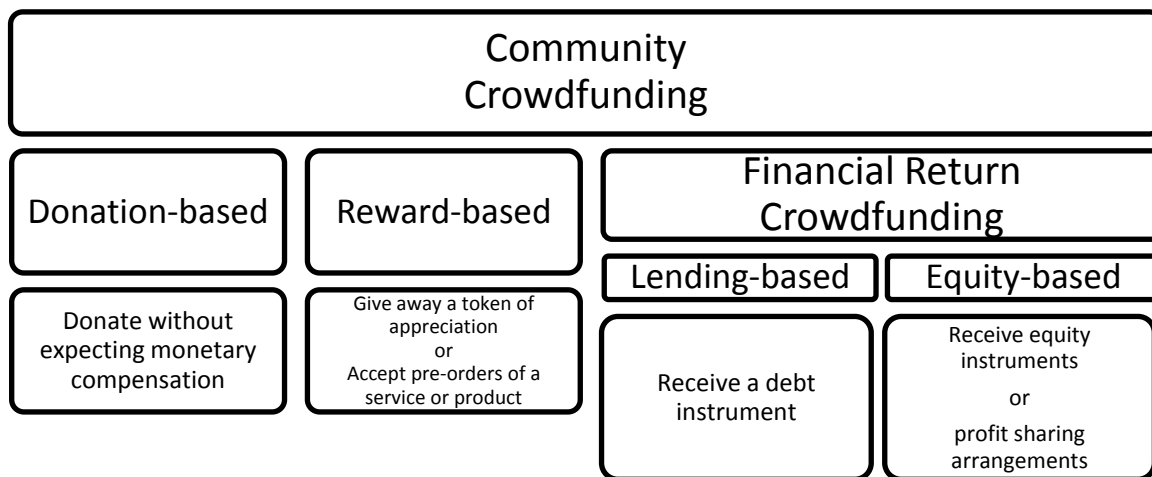 Community
Crowdfunding
Donation-based
Reward-based
Financial Return
Crowdfunding
Lending-based
Equity-based
Donate without
expecting monetary
compensation
Give away a token of
appreciation
or
Accept pre-orders of a
service or product
Receive a debt
instrument
Receive equity
instruments
or
profit sharing
arrangements